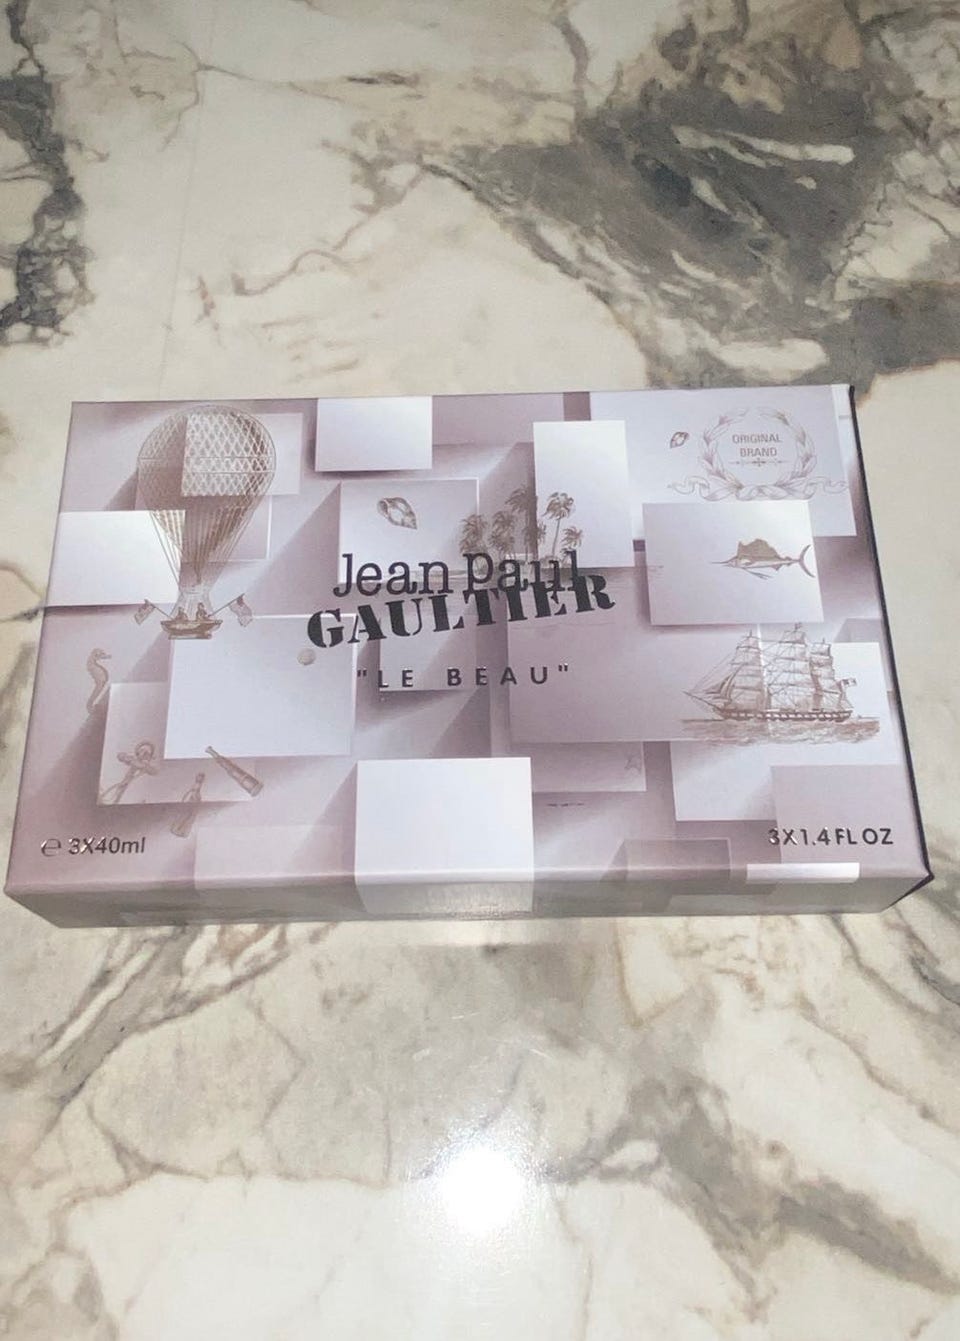 ORIGINAL
BRAND
Jean Paul
GAULTIER
"LE BEAU"
℮ 3X40ml
3X1.4 FL OZ